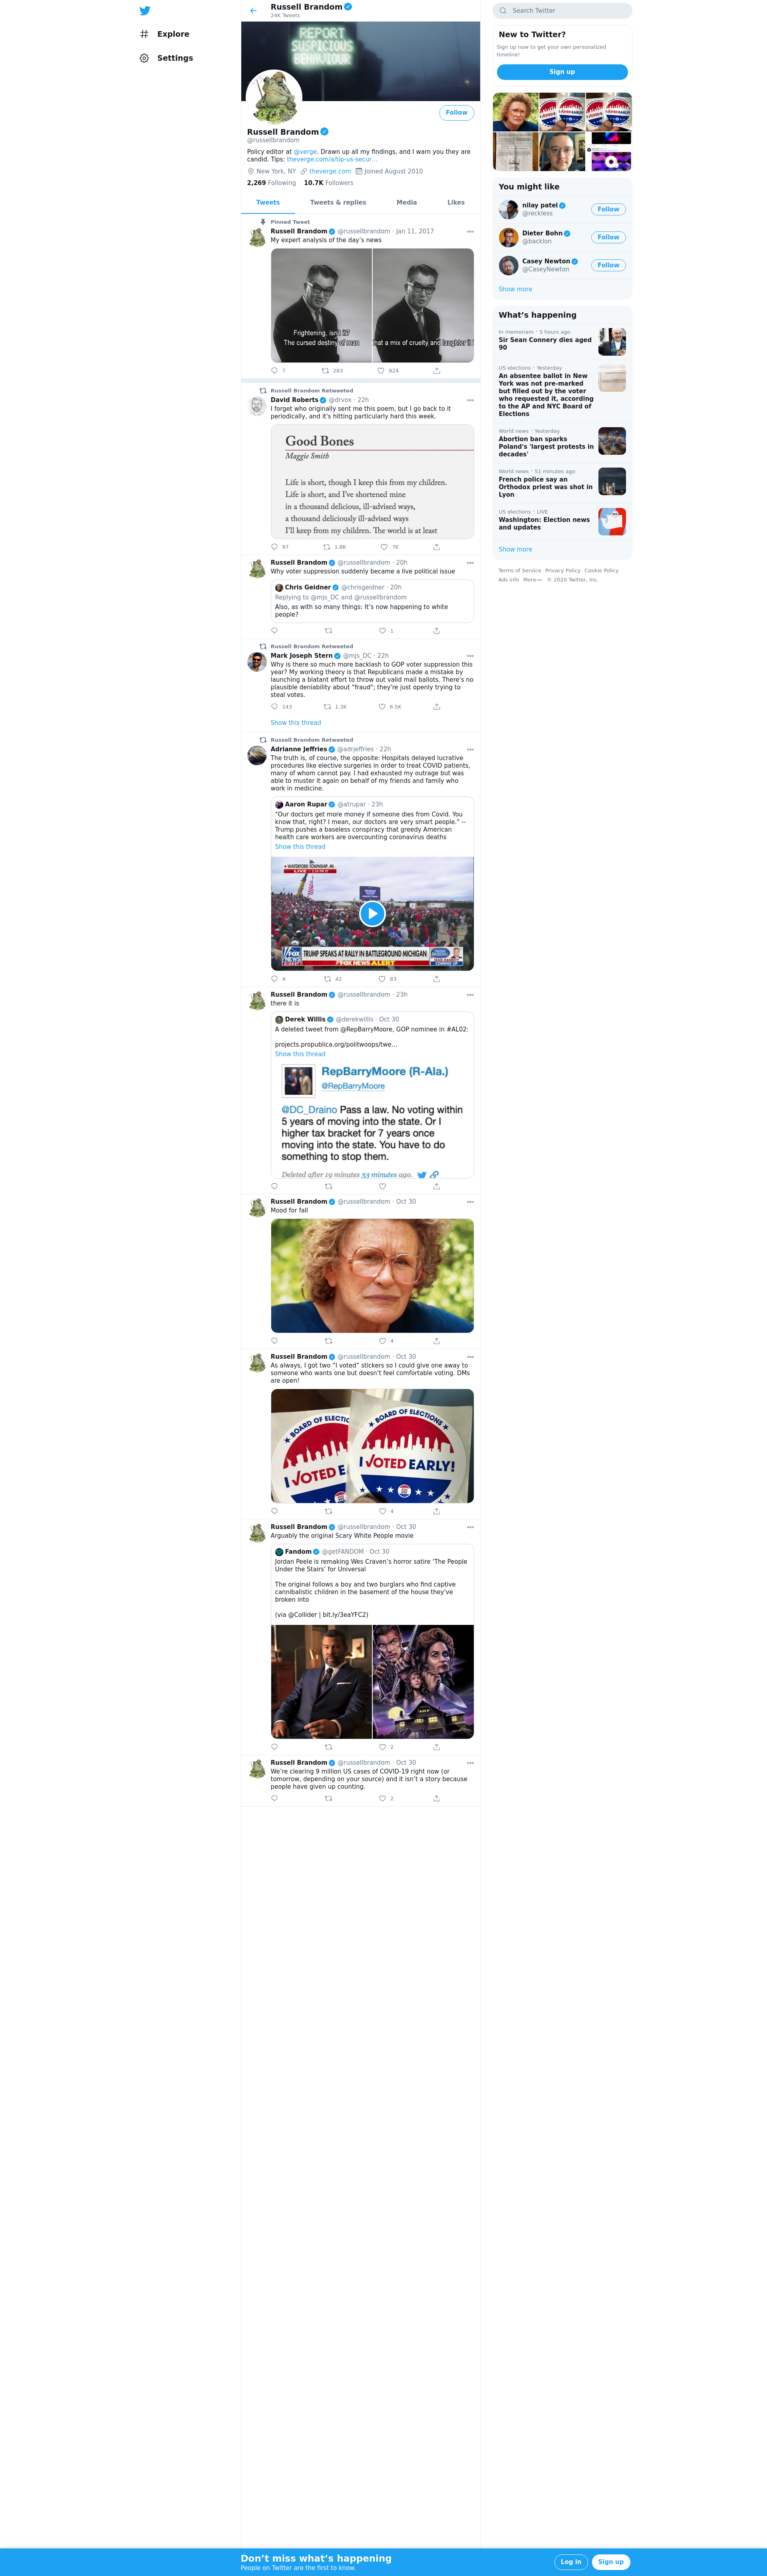 Explore
Settings
Russell Brandom
24K Tweets
REPORT
SUSPICIOUS
BEHAVIOUR
Follow
Russell Brandom
@russellbrandom
Policy editor at @verge. Drawn up all my findings, and I warn you they are
candid. Tips: theverge.com/a/tip-us-secur…
New York, NY theverge.com Joined August 2010
2,269 Following 10.7K Followers
Tweets Tweets & replies Media Likes
Pinned Tweet
Russell Brandom @russellbrandom · Jan 11, 2017
My expert analysis of the day’s news
Frightening, isn't it?
The cursed destiny of man
that a mix of cruelty and laughter it i
7 283 824
Russell Brandom Retweeted
David Roberts @drvox · 22h
I forget who originally sent me this poem, but I go back to it
periodically, and it’s hitting particularly hard this week.
Good Bones
Maggie Smith
Life is short, though I keep this from my children.
Life is short, and I’ve shortened mine
in a thousand delicious, ill-advised ways,
a thousand deliciously ill-advised ways
I’ll keep from my children. The world is at least
97 1.8K 7K
Russell Brandom @russellbrandom · 20h
Why voter suppression suddenly became a live political issue
Chris Geidner @chrisgeidner · 20h
Replying to @mjs_DC and @russellbrandom
Also, as with so many things: It’s now happening to white
people?
1
Russell Brandom Retweeted
Mark Joseph Stern @mjs_DC · 22h
Why is there so much more backlash to GOP voter suppression this
year? My working theory is that Republicans made a mistake by
launching a blatant effort to throw out valid mail ballots. There’s no
plausible deniability about “fraud”; they’re just openly trying to
steal votes.
143 1.3K 6.5K
Show this thread
Russell Brandom Retweeted
Adrianne Jeffries @adrjeffries · 22h
The truth is, of course, the opposite: Hospitals delayed lucrative
procedures like elective surgeries in order to treat COVID patients,
many of whom cannot pay. I had exhausted my outrage but was
able to muster it again on behalf of my friends and family who
work in medicine.
Aaron Rupar @atrupar · 23h
“Our doctors get more money if someone dies from Covid. You
know that, right? I mean, our doctors are very smart people.” --
Trump pushes a baseless conspiracy that greedy American
health care workers are overcounting coronavirus deaths
Show this thread
WATERFORD TOWNSHIP, MI
LIVE
FOX
NEWS
TRUMP SPEAKS AT RALLY IN BATTLEGROUND MICHIGAN
FOX NEWS ALERT
COMING UP
4 42 83
Russell Brandom @russellbrandom · 23h
there it is
Derek Willis @derekwillis · Oct 30
A deleted tweet from @RepBarryMoore, GOP nominee in #AL02:
projects.propublica.org/politwoops/twe…
Show this thread
RepBarryMoore (R-Ala.)
@RepBarryMoore
@DC_Draino Pass a law. No voting within
5 years of moving into the state. Or I
higher tax bracket for 7 years once
moving into the state. You have to do
something to stop them.
Deleted after 19 minutes 33 minutes ago.
Russell Brandom @russellbrandom · Oct 30
Mood for fall
4
Russell Brandom @russellbrandom · Oct 30
As always, I got two “I voted” stickers so I could give one away to
someone who wants one but doesn’t feel comfortable voting. DMs
are open!
BOARD OF ELECTIONS
I VOTED
BOARD OF ELECTIONS
I VOTED EARLY!
4
Russell Brandom @russellbrandom · Oct 30
Arguably the original Scary White People movie
Fandom @getFANDOM · Oct 30
Jordan Peele is remaking Wes Craven’s horror satire ‘The People
Under the Stairs’ for Universal
The original follows a boy and two burglars who find captive
cannibalistic children in the basement of the house they’ve
broken into
(via @Collider | bit.ly/3eaYFC2)
2
Russell Brandom @russellbrandom · Oct 30
We’re clearing 9 million US cases of COVID-19 right now (or
tomorrow, depending on your source) and it isn’t a story because
people have given up counting.
2
Search Twitter
New to Twitter?
Sign up now to get your own personalized
timeline!
Sign up
You might like
nilay patel
@reckless
Follow
Dieter Bohn
@backlon
Follow
Casey Newton
@CaseyNewton
Follow
Show more
What’s happening
In memoriam · 5 hours ago
Sir Sean Connery dies aged
90
US elections · Yesterday
An absentee ballot in New
York was not pre-marked
but filled out by the voter
who requested it, according
to the AP and NYC Board of
Elections
World news · Yesterday
Abortion ban sparks
Poland's 'largest protests in
decades'
World news · 51 minutes ago
French police say an
Orthodox priest was shot in
Lyon
US elections · LIVE
Washington: Election news
and updates
Show more
Terms of Service Privacy Policy Cookie Policy
Ads info More © 2020 Twitter, Inc.
Don’t miss what’s happening
People on Twitter are the first to know.
Log in Sign up